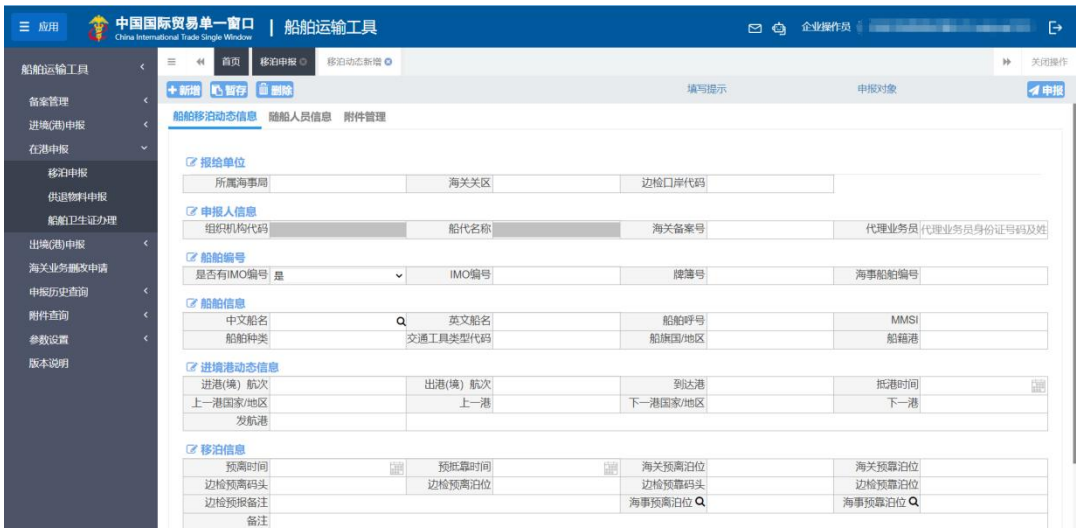 应用
中国国际贸易单一窗口 | 船舶运输工具
China International Trade Single Window
企业操作员
船舶运输工具
首页 移泊申报 移泊动态新增 关闭操作
新增 暂存 删除 填写提示 申报对象 申报
备案管理
进境(港)申报
在港申报
移泊申报
供退物料申报
船舶卫生证办理
出境(港)申报
海关业务删改申请
申报历史查询
附件查询
参数设置
版本说明
船舶移泊动态信息 随船人员信息 附件管理
报给单位
所属海事局 海关关区 边检口岸代码
申报人信息
组织机构代码 船代名称 海关备案号 代理业务员 代理业务员身份证号码及姓
船舶编号
是否有IMO编号 是 IMO编号 牌簿号 海事船舶编号
船舶信息
中文船名 英文船名 船舶呼号 MMSI
船舶种类 交通工具类型代码 船旗国/地区 船籍港
进境港动态信息
进港(境) 航次 出港(境) 航次 到达港 抵港时间
上一港国家/地区 上一港 下一港国家/地区 下一港
发航港
移泊信息
预离时间 预抵靠时间 海关预离泊位 海关预靠泊位
边检预离码头 边检预离泊位 边检预靠码头 边检预靠泊位
边检预报备注 海事预离泊位 海事预靠泊位
备注